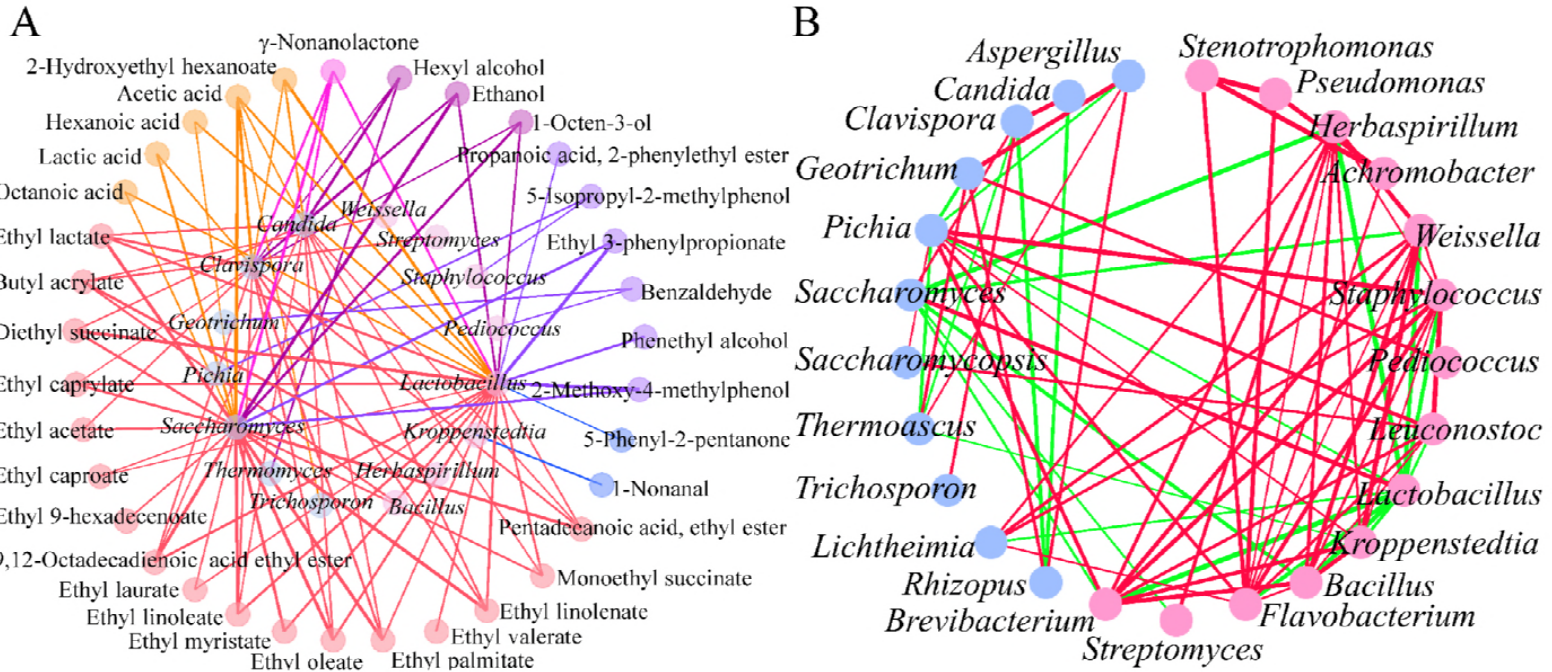 A
γ-Nonanolactone
2-Hydroxyethyl hexanoate
Hexyl alcohol
Acetic acid
Ethanol
Hexanoic acid
1-Octen-3-ol
Lactic acid
Propanoic acid, 2-phenylethyl ester
Octanoic acid
5-Isopropyl-2-methylphenol
Candida
Weissella
Ethyl lactate
Streptomyces
Ethyl 3-phenylpropionate
Clavispora
Staphylococcus
Butyl acrylate
Benzaldehyde
Geotrichum
Pediococcus
Diethyl succinate
Phenethyl alcohol
Pichia
Lactobacillus
Ethyl caprylate
2-Methoxy-4-methylphenol
Saccharomyces
Kroppenstedtia
Ethyl acetate
5-Phenyl-2-pentanone
Thermomyces
Herbaspirillum
Ethyl caproate
1-Nonanal
Trichosporon
Bacillus
Ethyl 9-hexadecenoate
Pentadecanoic acid, ethyl ester
9,12-Octadecadienoic acid ethyl ester
Monoethyl succinate
Ethyl laurate
Ethyl linoleate
Ethyl linolenate
Ethyl myristate
Ethyl valerate
Ethyl oleate
Ethyl palmitate
B
Aspergillus
Stenotrophomonas
Candida
Pseudomonas
Clavispora
Herbaspirillum
Geotrichum
Achromobacter
Pichia
Weissella
Saccharomyces
Staphylococcus
Saccharomycopsis
Pediococcus
Thermoascus
Leuconostoc
Trichosporon
Lactobacillus
Lichtheimia
Kroppenstedtia
Rhizopus
Bacillus
Brevibacterium
Flavobacterium
Streptomyces